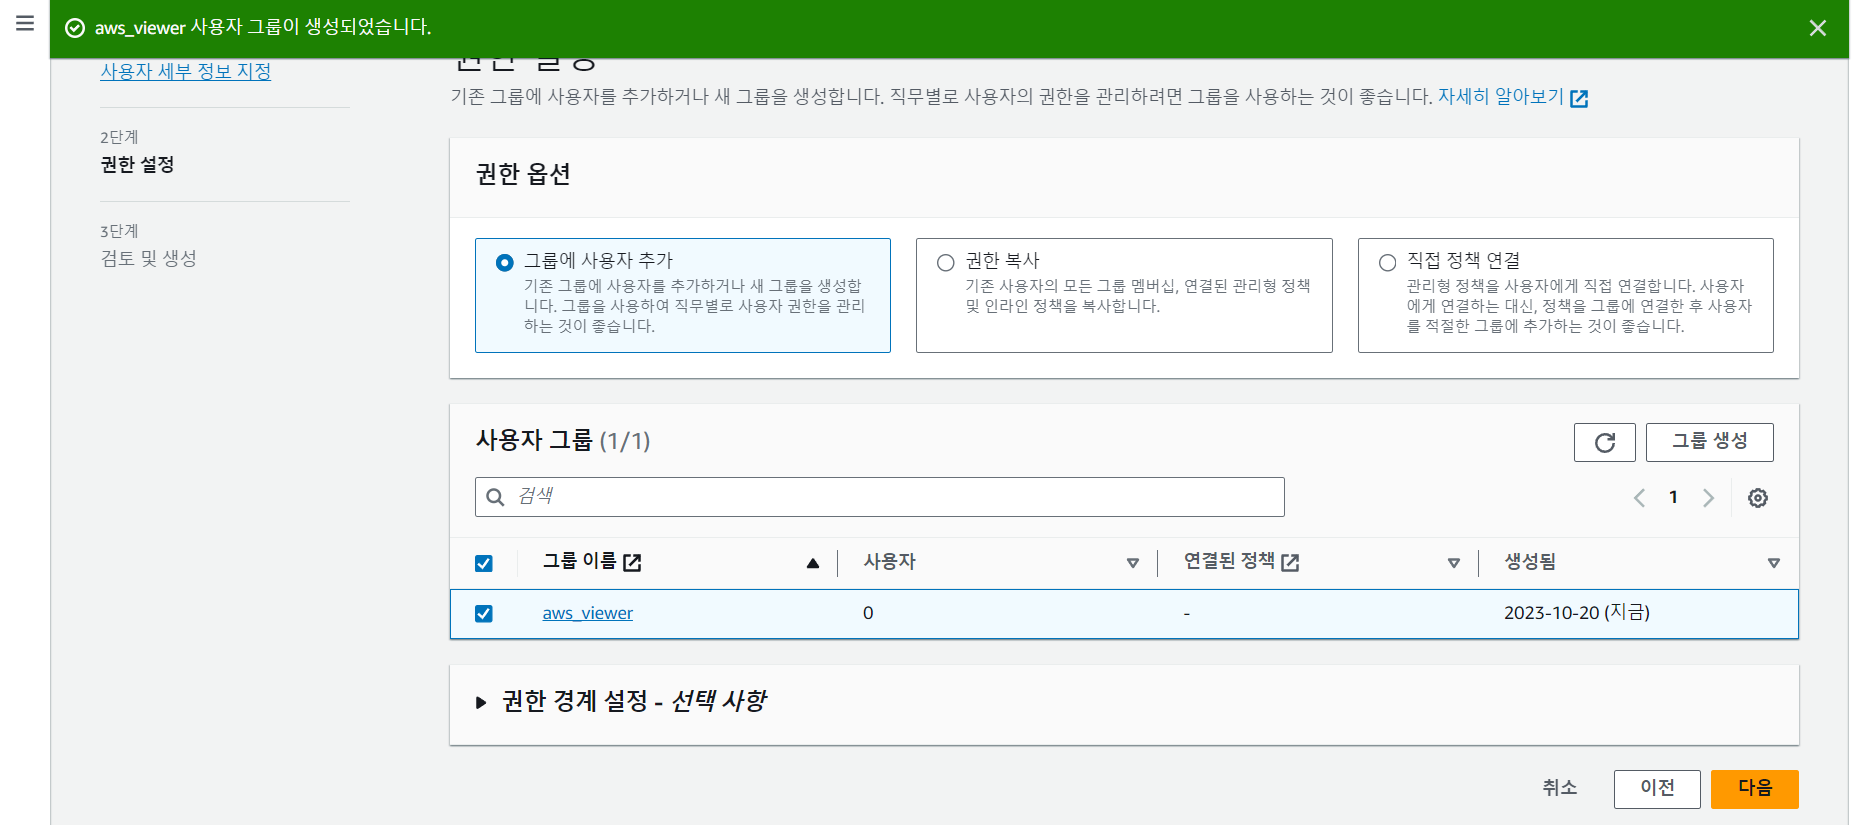 aws_viewer 사용자 그룹이 생성되었습니다.
사용자 세부 정보 지정
2단계
권한 설정
3단계
검토 및 생성
권한 설정
기존 그룹에 사용자를 추가하거나 새 그룹을 생성합니다. 직무별로 사용자의 권한을 관리하려면 그룹을 사용하는 것이 좋습니다. 자세히 알아보기
권한 옵션
그룹에 사용자 추가
기존 그룹에 사용자를 추가하거나 새 그룹을 생성합
니다. 그룹을 사용하여 직무별로 사용자 권한을 관리
하는 것이 좋습니다.
권한 복사
기존 사용자의 모든 그룹 멤버십, 연결된 관리형 정책
및 인라인 정책을 복사합니다.
직접 정책 연결
관리형 정책을 사용자에게 직접 연결합니다. 사용자
에게 연결하는 대신, 정책을 그룹에 연결한 후 사용자
를 적절한 그룹에 추가하는 것이 좋습니다.
사용자 그룹 (1/1)
그룹 생성
검색
1
그룹 이름 사용자 연결된 정책 생성됨
aws_viewer 0 - 2023-10-20 (지금)
권한 경계 설정 - 선택 사항
취소 이전 다음